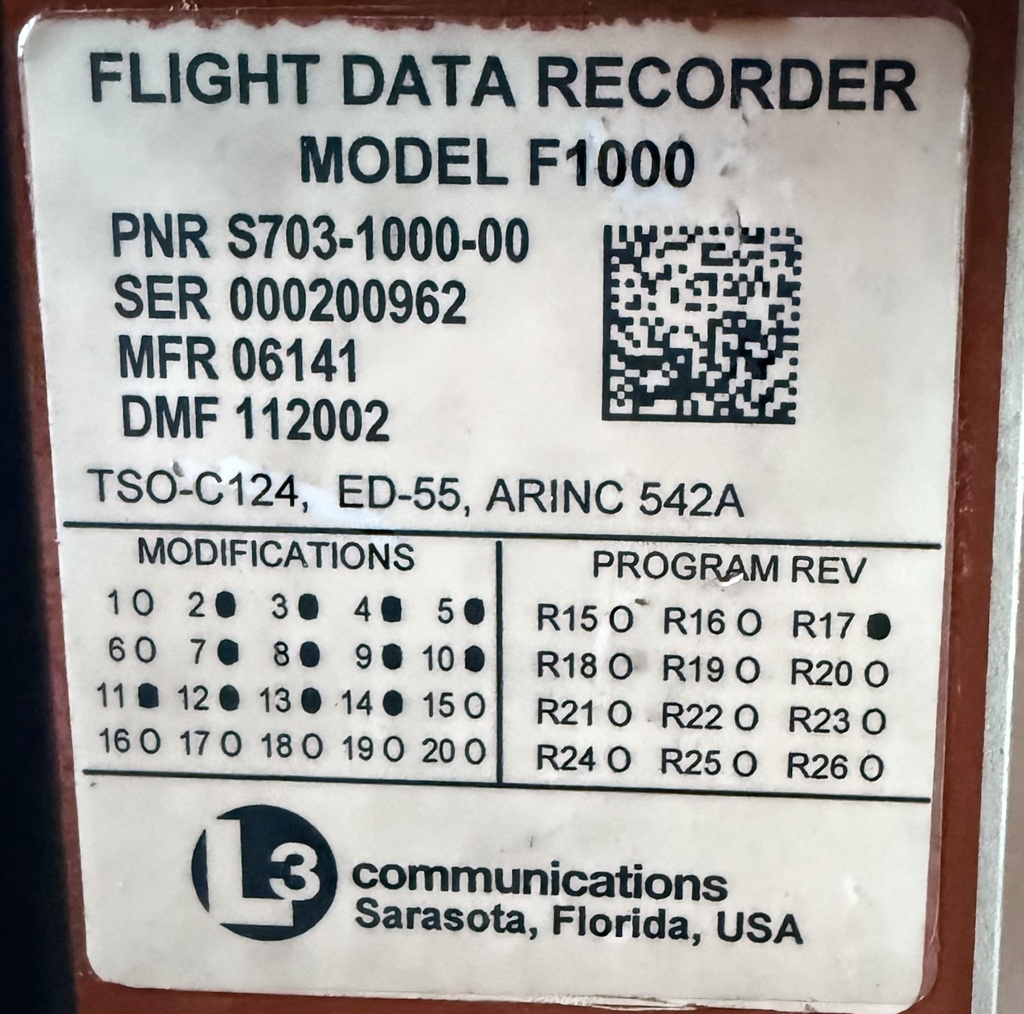 FLIGHT DATA RECORDER
MODEL F1000
PNR S703-1000-00
SER 000200962
MFR 06141
DMF 112002
TSO-C124, ED-55, ARINC 542A
MODIFICATIONS
1 O 2 ● 3 ● 4 ● 5 ●
6 O 7 ● 8 ● 9 ● 10 ●
11 ● 12 ● 13 ● 14 ● 15 O
16 O 17 O 18 O 19 O 20 O
PROGRAM REV
R15 O R16 O R17 ●
R18 O R19 O R20 O
R21 O R22 O R23 O
R24 O R25 O R26 O
L3 communications
Sarasota, Florida, USA